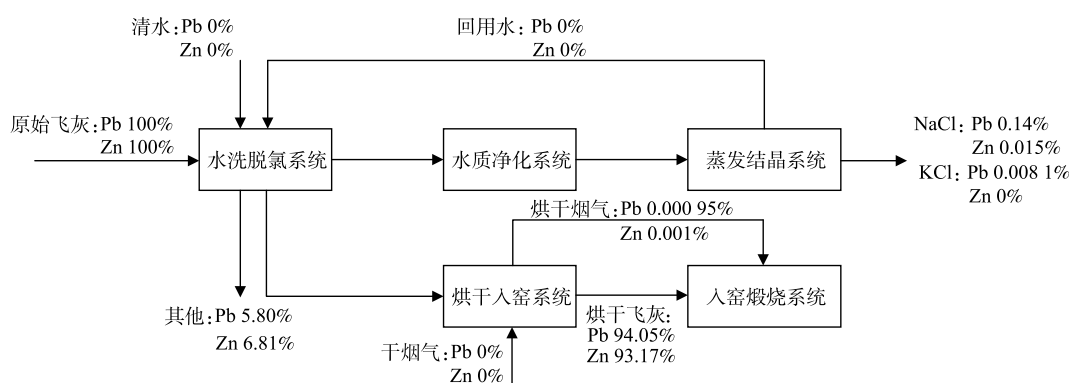 清水:Pb 0%
Zn 0%
回用水: Pb 0%
Zn 0%
原始飞灰:Pb 100%
Zn 100%
水洗脱氯系统
水质净化系统
蒸发结晶系统
NaCl: Pb 0.14%
Zn 0.015%
KCl: Pb 0.008 1%
Zn 0%
烘干烟气:Pb 0.000 95%
Zn 0.001%
烘干入窑系统
入窑煅烧系统
其他:Pb 5.80%
Zn 6.81%
烘干飞灰:
Pb 94.05%
Zn 93.17%
干烟气:Pb 0%
Zn 0%